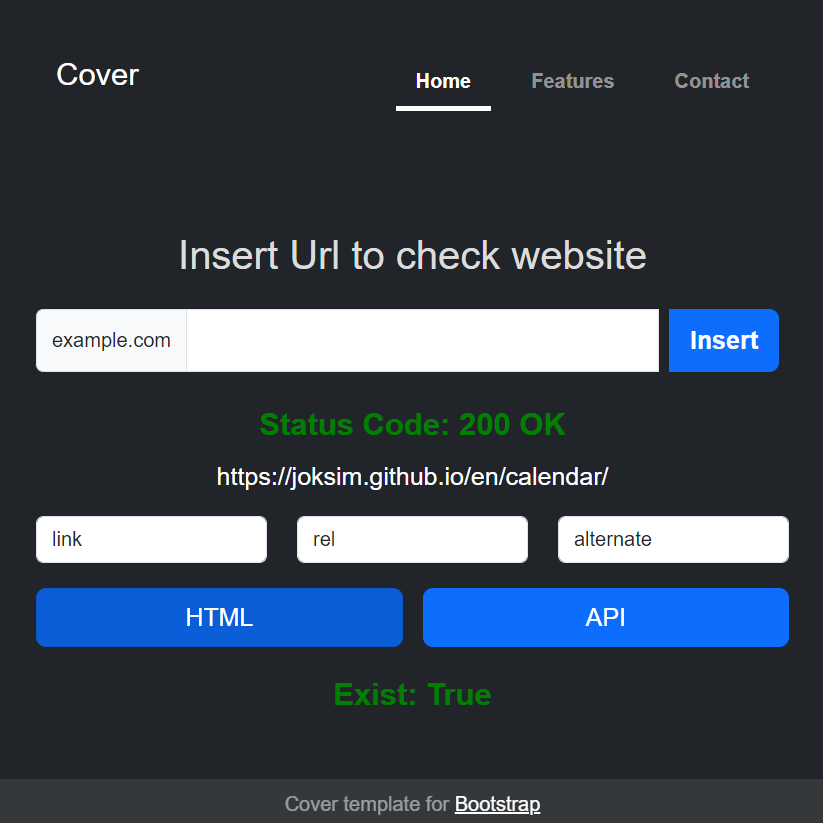 Cover
Home Features Contact
Insert Url to check website
example.com Insert
Status Code: 200 OK
https://joksim.github.io/en/calendar/
link rel alternate
HTML API
Exist: True
Cover template for Bootstrap